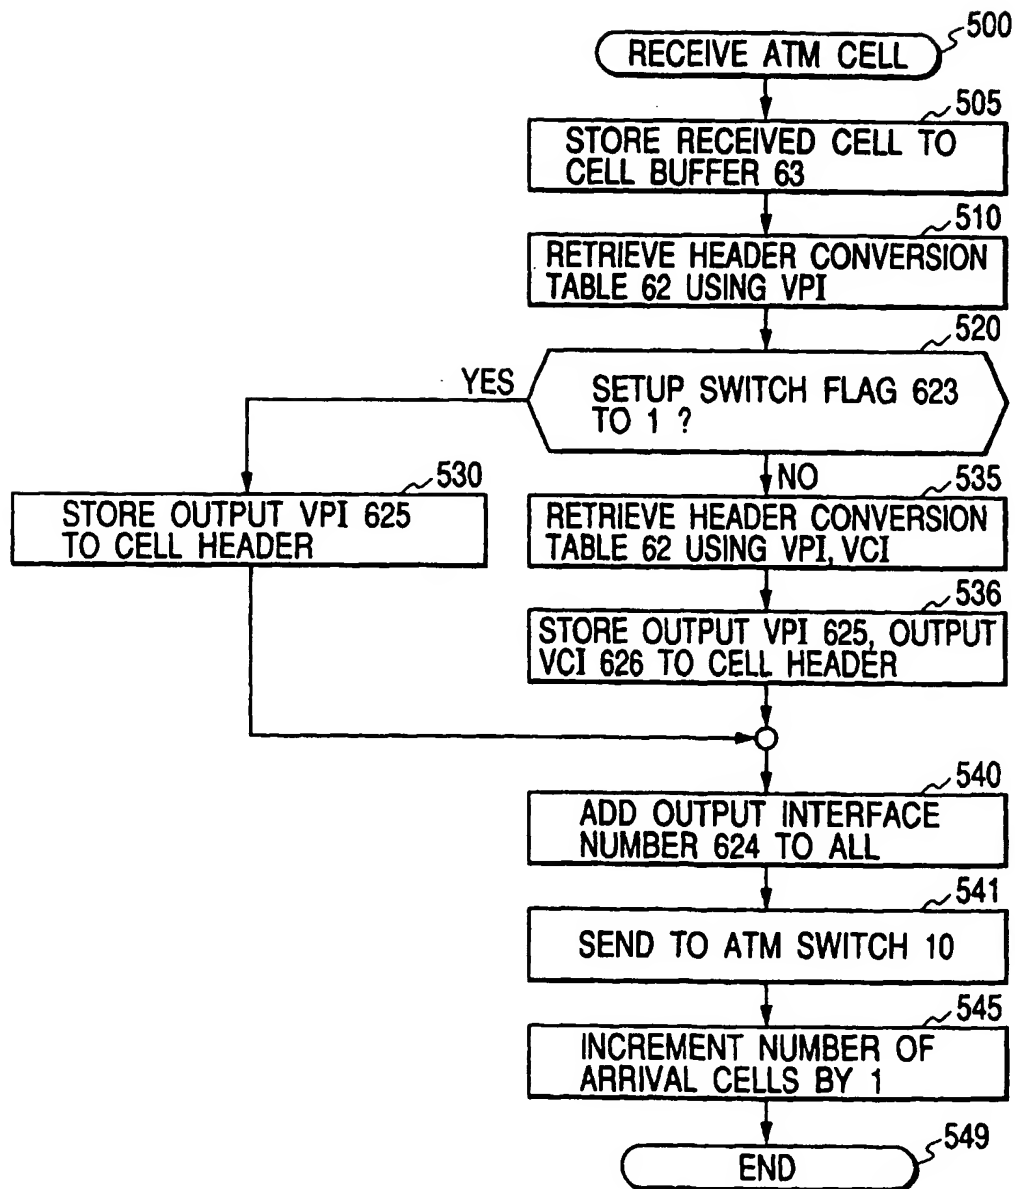 500
RECEIVE ATM CELL
505
STORE RECEIVED CELL TO
CELL BUFFER 63
510
RETRIEVE HEADER CONVERSION
TABLE 62 USING VPI
520
YES
SETUP SWITCH FLAG 623
TO 1 ?
NO
530
STORE OUTPUT VPI 625
TO CELL HEADER
535
RETRIEVE HEADER CONVERSION
TABLE 62 USING VPI, VCI
536
STORE OUTPUT VPI 625, OUTPUT
VCI 626 TO CELL HEADER
540
ADD OUTPUT INTERFACE
NUMBER 624 TO ALL
541
SEND TO ATM SWITCH 10
545
INCREMENT NUMBER OF
ARRIVAL CELLS BY 1
549
END